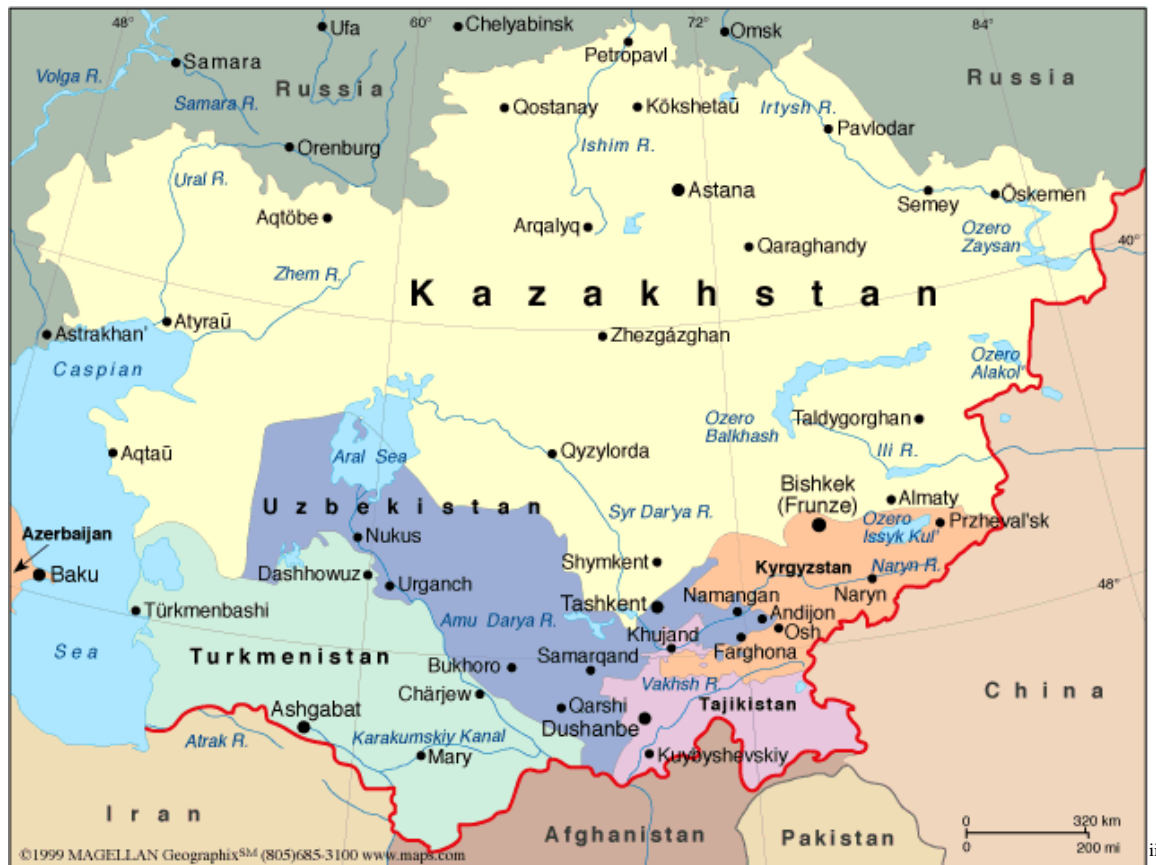 48°
60°
72°
84°
Ufa
Chelyabinsk
Omsk
Petropavl
Samara
Volga R.
Russia
Russia
Samara R.
Qostanay
Kökshetaū
Irtysh R.
Pavlodar
Orenburg
Ishim R.
Ural R.
Astana
Semey
Öskemen
Aqtöbe
Arqalyq
Ozero
Zaysan
40°
Qaraghandy
Zhem R.
Kazakhstan
Atyraū
Astrakhan'
Zhezgázghan
Caspian
Ozero
Alakol'
Ozero
Balkhash
Taldygorghan
Aqtaū
Aral Sea
Qyzylorda
Ili R.
Bishkek
(Frunze)
Almaty
Uzbekistan
Syr Dar'ya R.
Ozero
Issyk Kul'
Przheval'sk
Azerbaijan
Nukus
Shymkent
Kyrgyzstan
Naryn R.
Baku
Dashhowuz
Urganch
Naryn
48°
Türkmenbashi
Tashkent
Namangan
Andijon
Amu Darya R.
Khujand
Osh
Sea
Turkmenistan
Farghona
Bukhoro
Samarqand
Vakhsh R.
China
Chärjew
Qarshi
Tajikistan
Ashgabat
Dushanbe
Atrak R.
Karakumskiy Kanal
Mary
Kuybyshevskiy
Iran
Afghanistan
Pakistan
0 320 km
0 200 mi
©1999 MAGELLAN Geographix℠ (805)685-3100 www.maps.com
ii